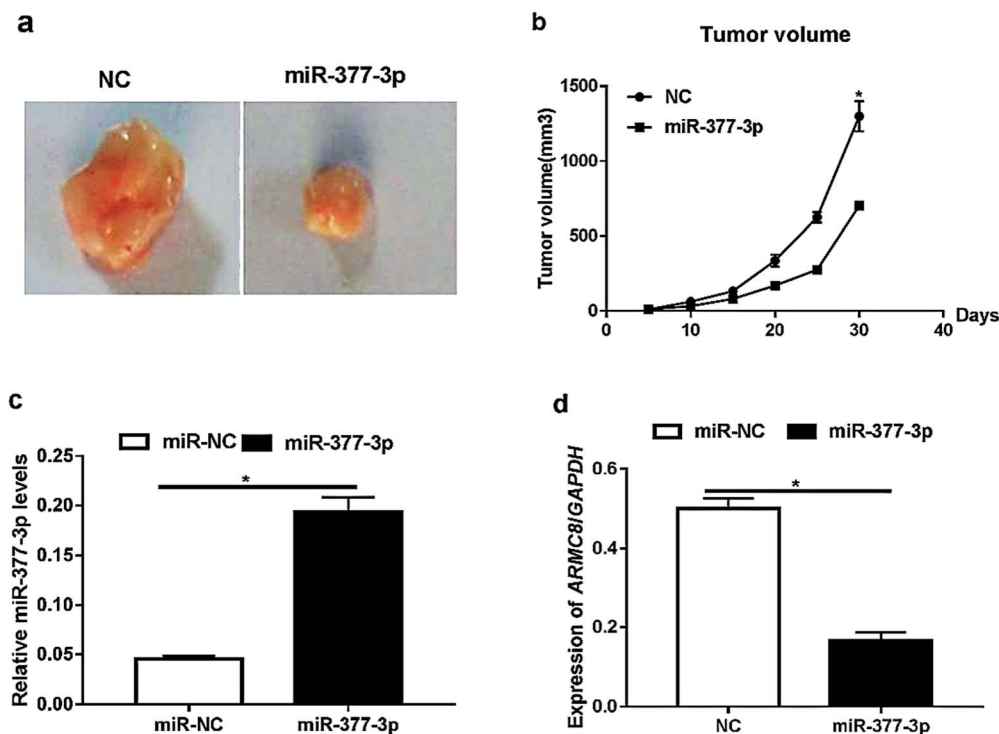 a
NC
miR-377-3p
b
Tumor volume
Tumor volume(mm3)
1500
1000
500
0
NC
miR-377-3p
*
0
10
20
30
40
Days
c
miR-NC
miR-377-3p
Relative miR-377-3p levels
0.25
0.20
0.15
0.10
0.05
0.00
*
miR-NC
miR-377-3p
d
miR-NC
miR-377-3p
Expression of ARMC8/GAPDH
0.6
0.4
0.2
0.0
*
NC
miR-377-3p